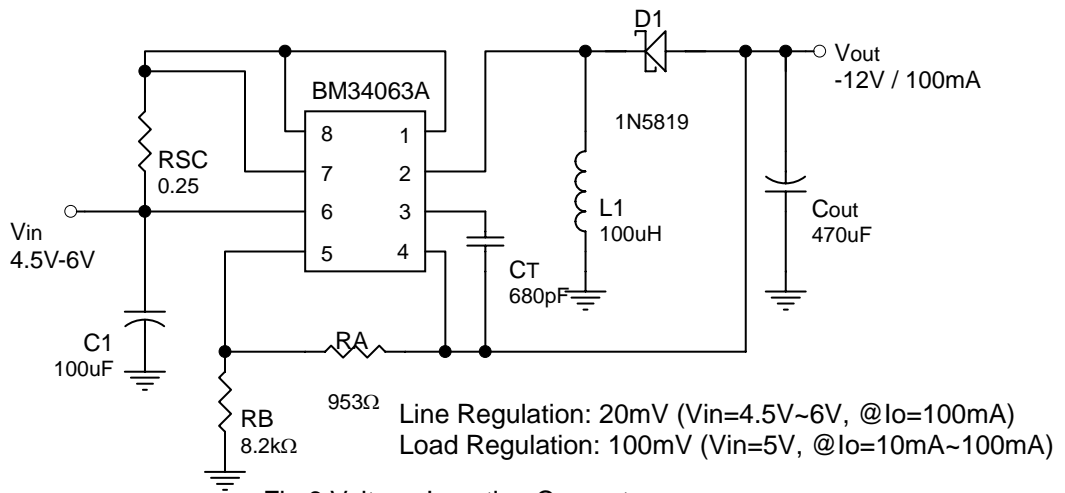 D1
Vout
-12V / 100mA
BM34063A
1N5819
8 1
7 2
6 3
5 4
RSC
0.25
Vin
4.5V-6V
L1
100uH
Cout
470uF
CT
680pF
C1
100uF
RA
953Ω
RB
8.2kΩ
Line Regulation: 20mV (Vin=4.5V~6V, @Io=100mA)
Load Regulation: 100mV (Vin=5V, @Io=10mA~100mA)